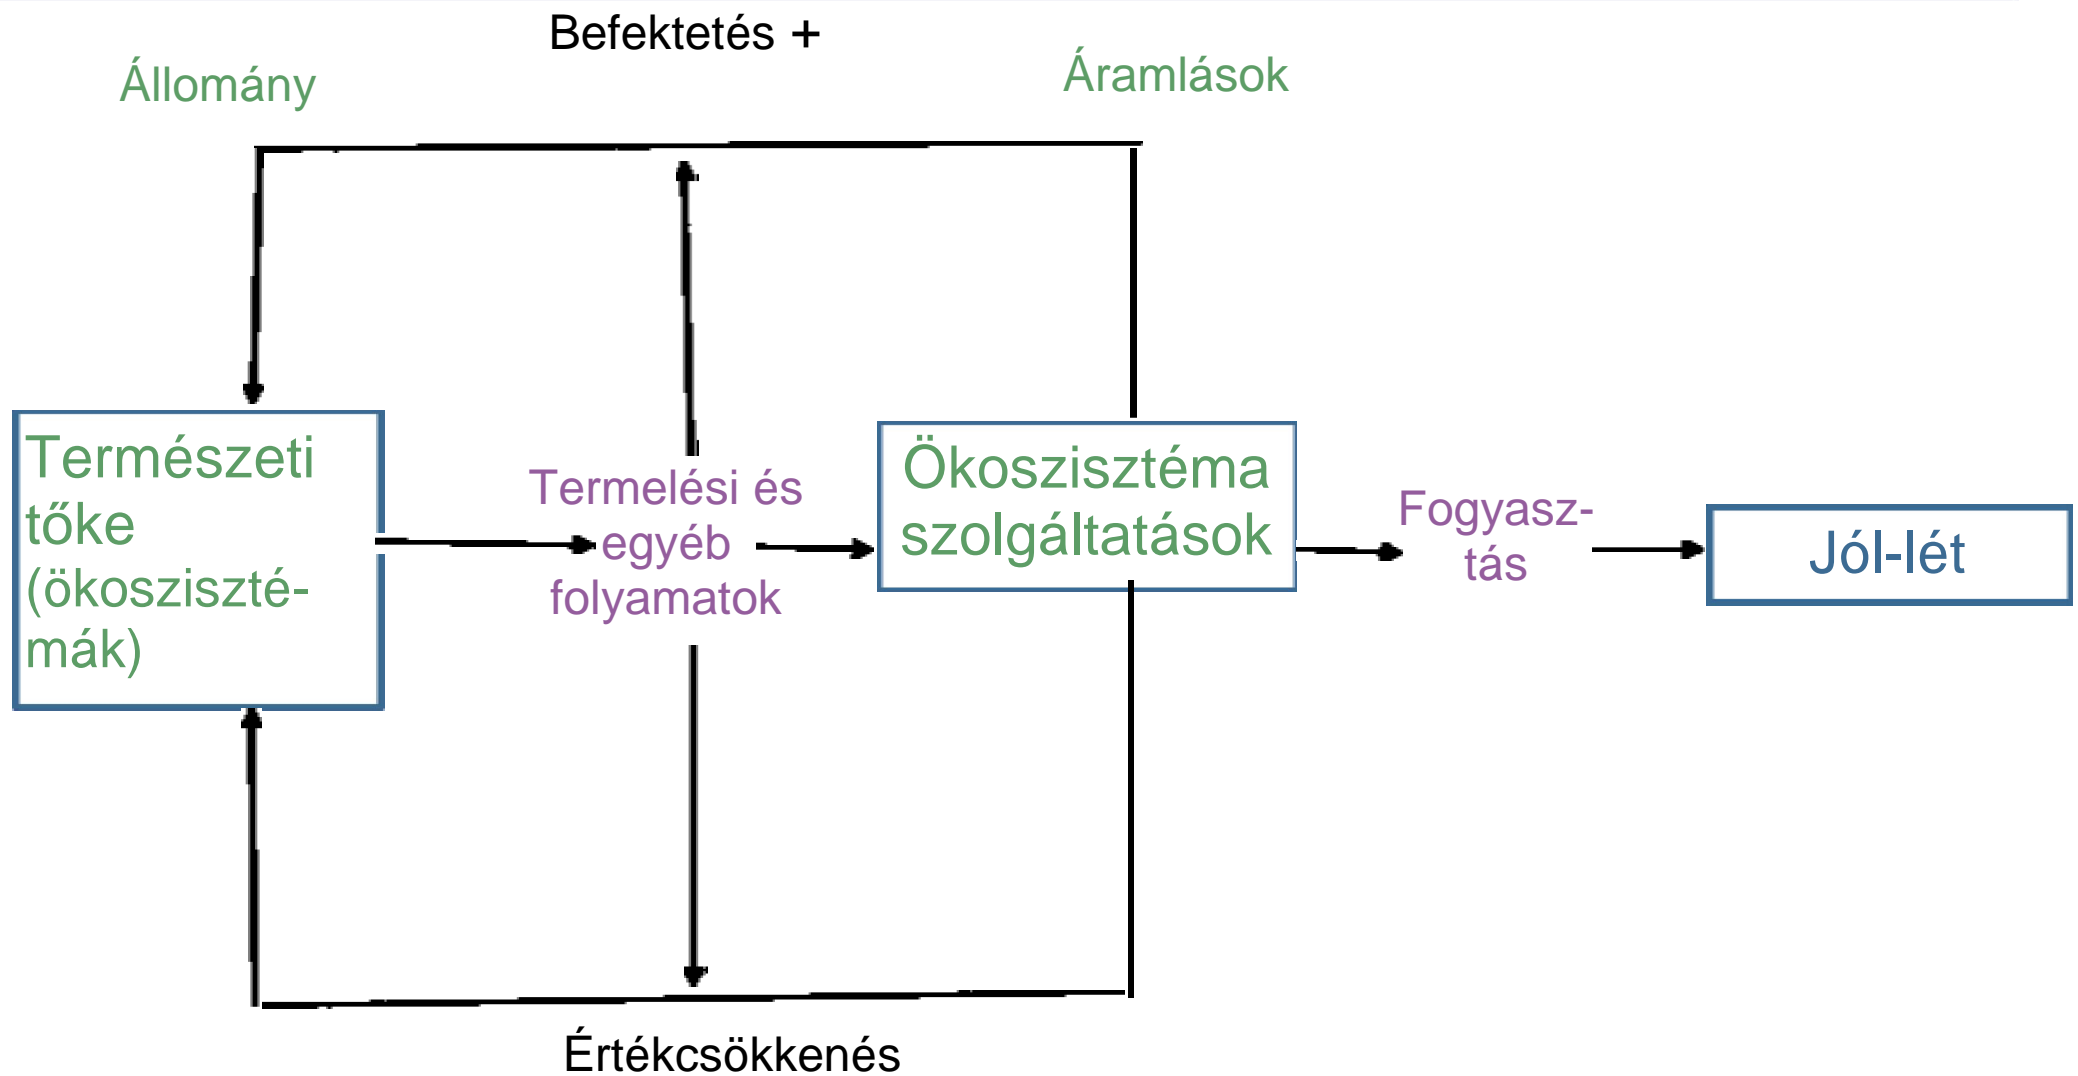 Befektetés +
Állomány
Áramlások
Természeti
tőke
(ökosziszté-
mák)
Termelési és
egyéb
folyamatok
Ökoszisztéma
szolgáltatások
Fogyasz-
tás
Jól-lét
Értékcsökkenés